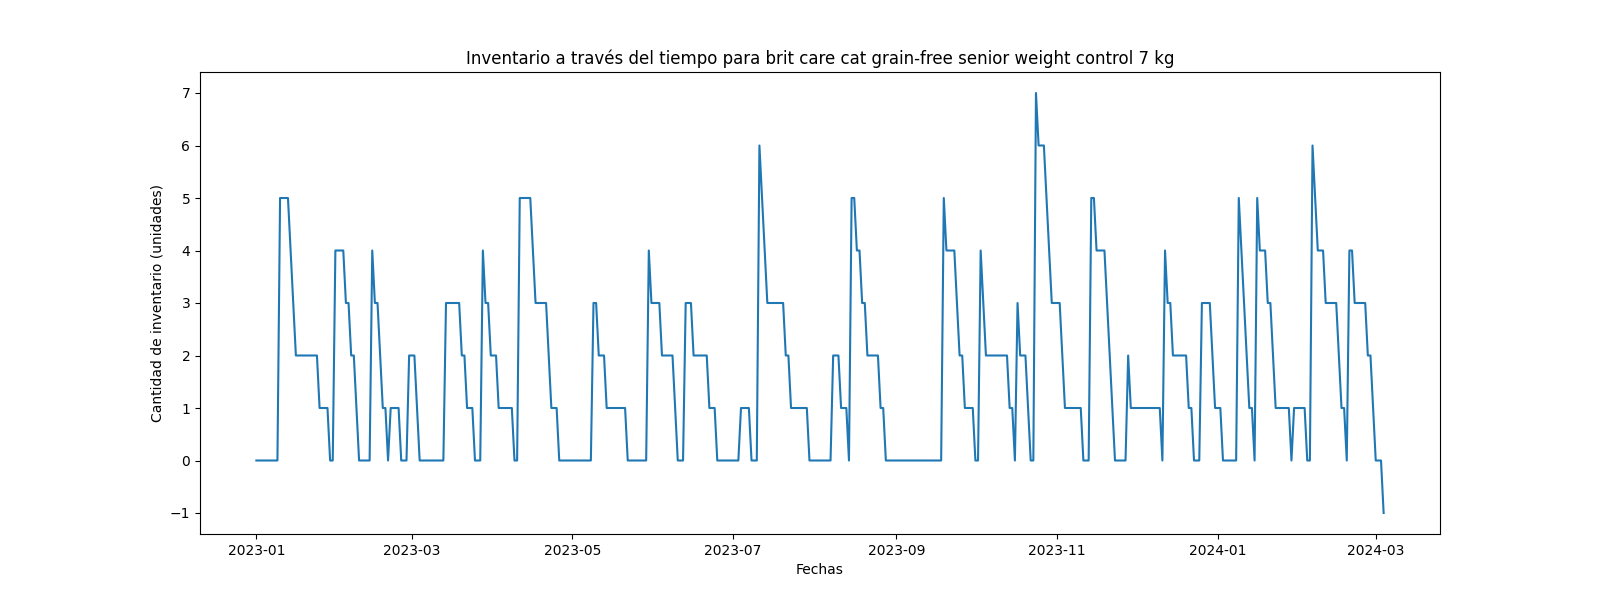 Inventario a través del tiempo para brit care cat grain-free senior weight control 7 kg
Cantidad de inventario (unidades)
7
6
5
4
3
2
1
0
−1
2023-01 2023-03 2023-05 2023-07 2023-09 2023-11 2024-01 2024-03
Fechas